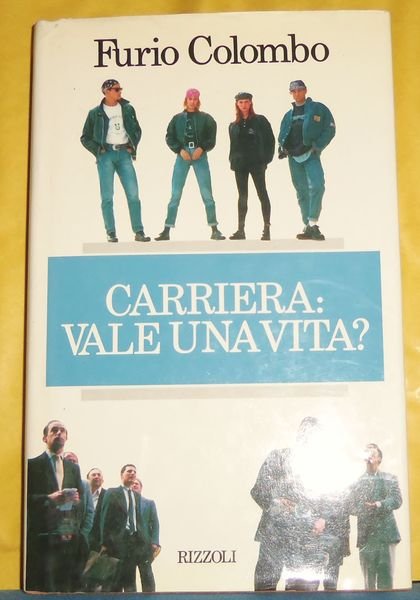 Furio Colombo
CARRIERA:
VALE UNA VITA?
RIZZOLI